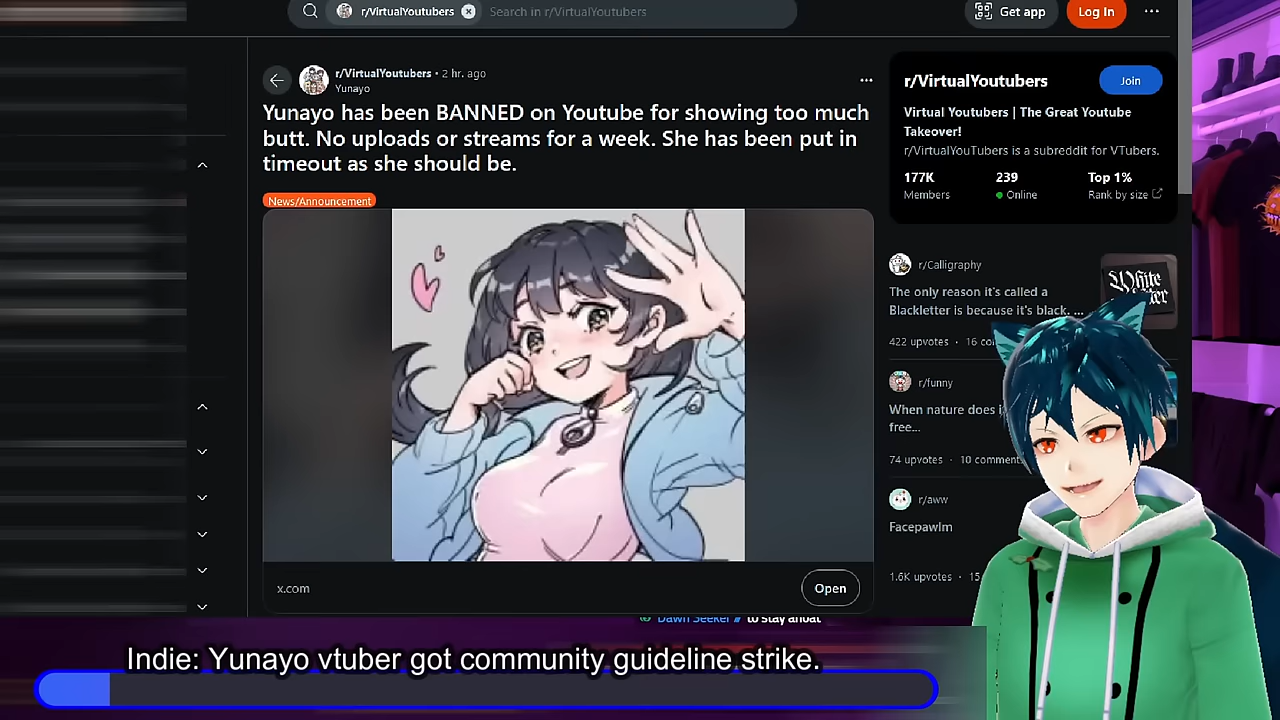 r/VirtualYoutubers
Search in r/VirtualYoutubers
Get app
Log In
r/VirtualYoutubers • 2 hr. ago
Yunayo
Yunayo has been BANNED on Youtube for showing too much
butt. No uploads or streams for a week. She has been put in
timeout as she should be.
News/Announcement
x.com
Open
r/VirtualYoutubers
Join
Virtual Youtubers | The Great Youtube
Takeover!
r/VirtualYouTubers is a subreddit for VTubers.
177K
239
Top 1%
Members
Online
Rank by size
r/Calligraphy
The only reason it's called a
Blackletter is because it's black. ...
White
422 upvotes • 16
r/funny
When nature does
free...
74 upvotes • 10 comment
r/aww
Facepawlm
1.6K upvotes • 15
Dawn Seeker
to stay afloat
Indie: Yunayo vtuber got community guideline strike.